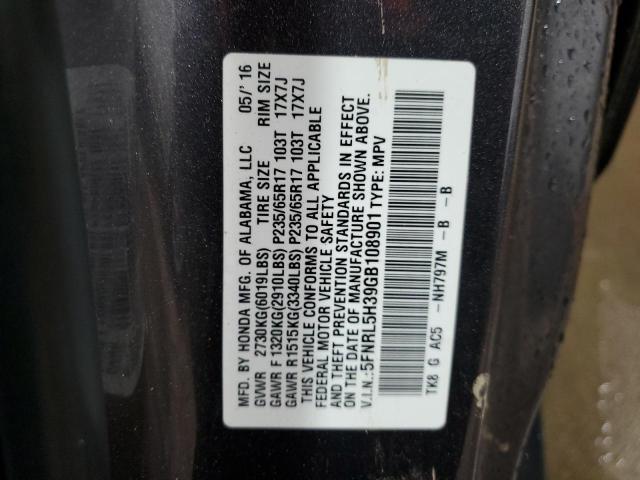 MFD. BY HONDA MFG. OF ALABAMA, LLC 05/'16
GVWR 2730KG(6019LBS) TIRE SIZE RIM SIZE
GAWR F 1320KG(2910LBS) P235/65R17 103T 17X7J
GAWR R1515KG(3340LBS) P235/65R17 103T 17X7J
THIS VEHICLE CONFORMS TO ALL APPLICABLE
FEDERAL MOTOR VEHICLE SAFETY
AND THEFT PREVENTION STANDARDS IN EFFECT
ON THE DATE OF MANUFACTURE SHOWN ABOVE.
V.I.N.:5FNRL5H39GB108901 TYPE: MPV
TK8 G AC5 -NH797M -B -B